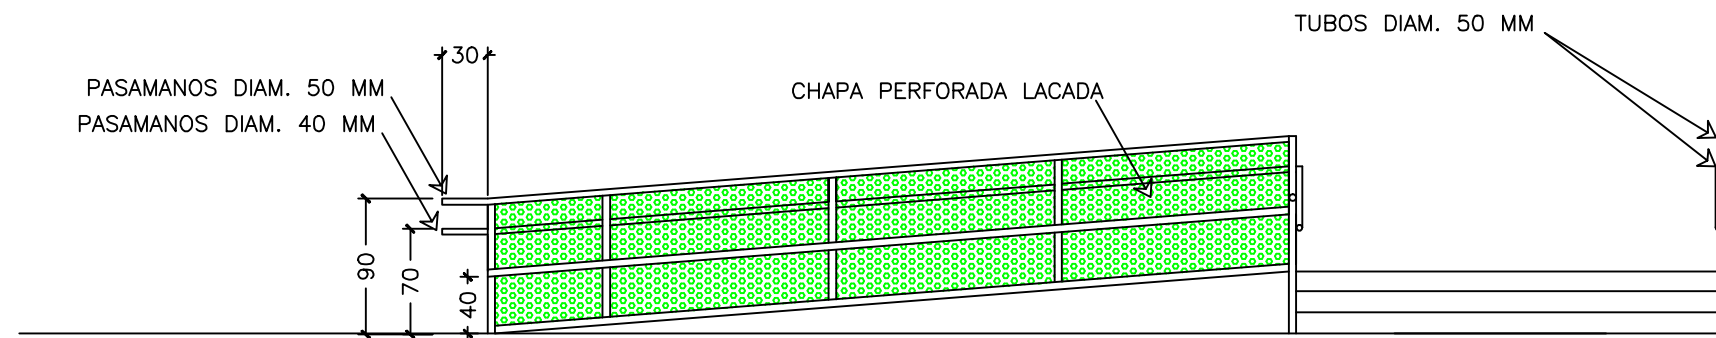 TUBOS DIAM. 50 MM
30
PASAMANOS DIAM. 50 MM
CHAPA PERFORADA LACADA
PASAMANOS DIAM. 40 MM
90
70
40